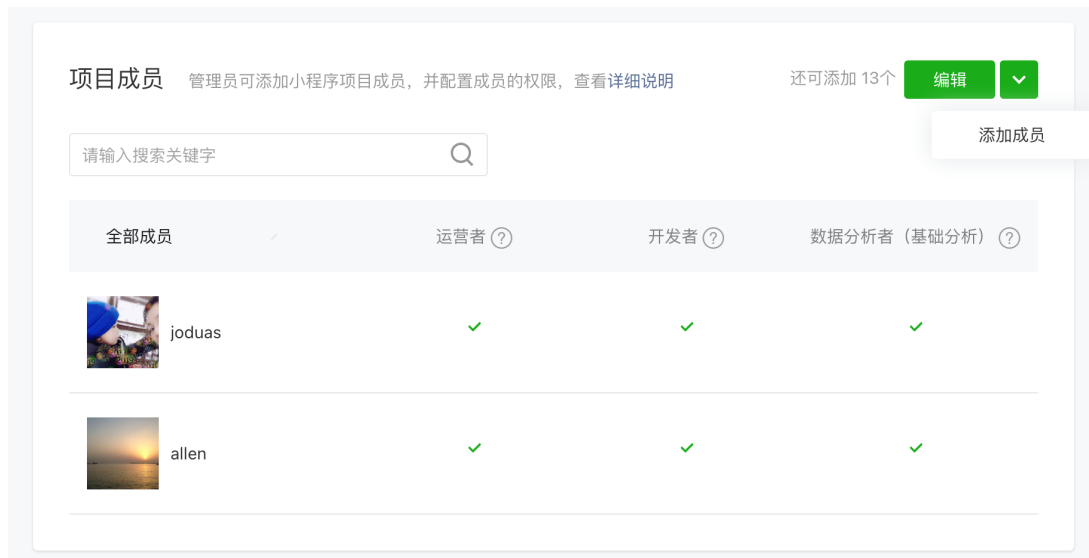 项目成员 管理员可添加小程序项目成员，并配置成员的权限，查看详细说明 还可添加 13个 编辑
添加成员
请输入搜索关键字
全部成员 运营者 ? 开发者 ? 数据分析者（基础分析） ?
joduas
allen